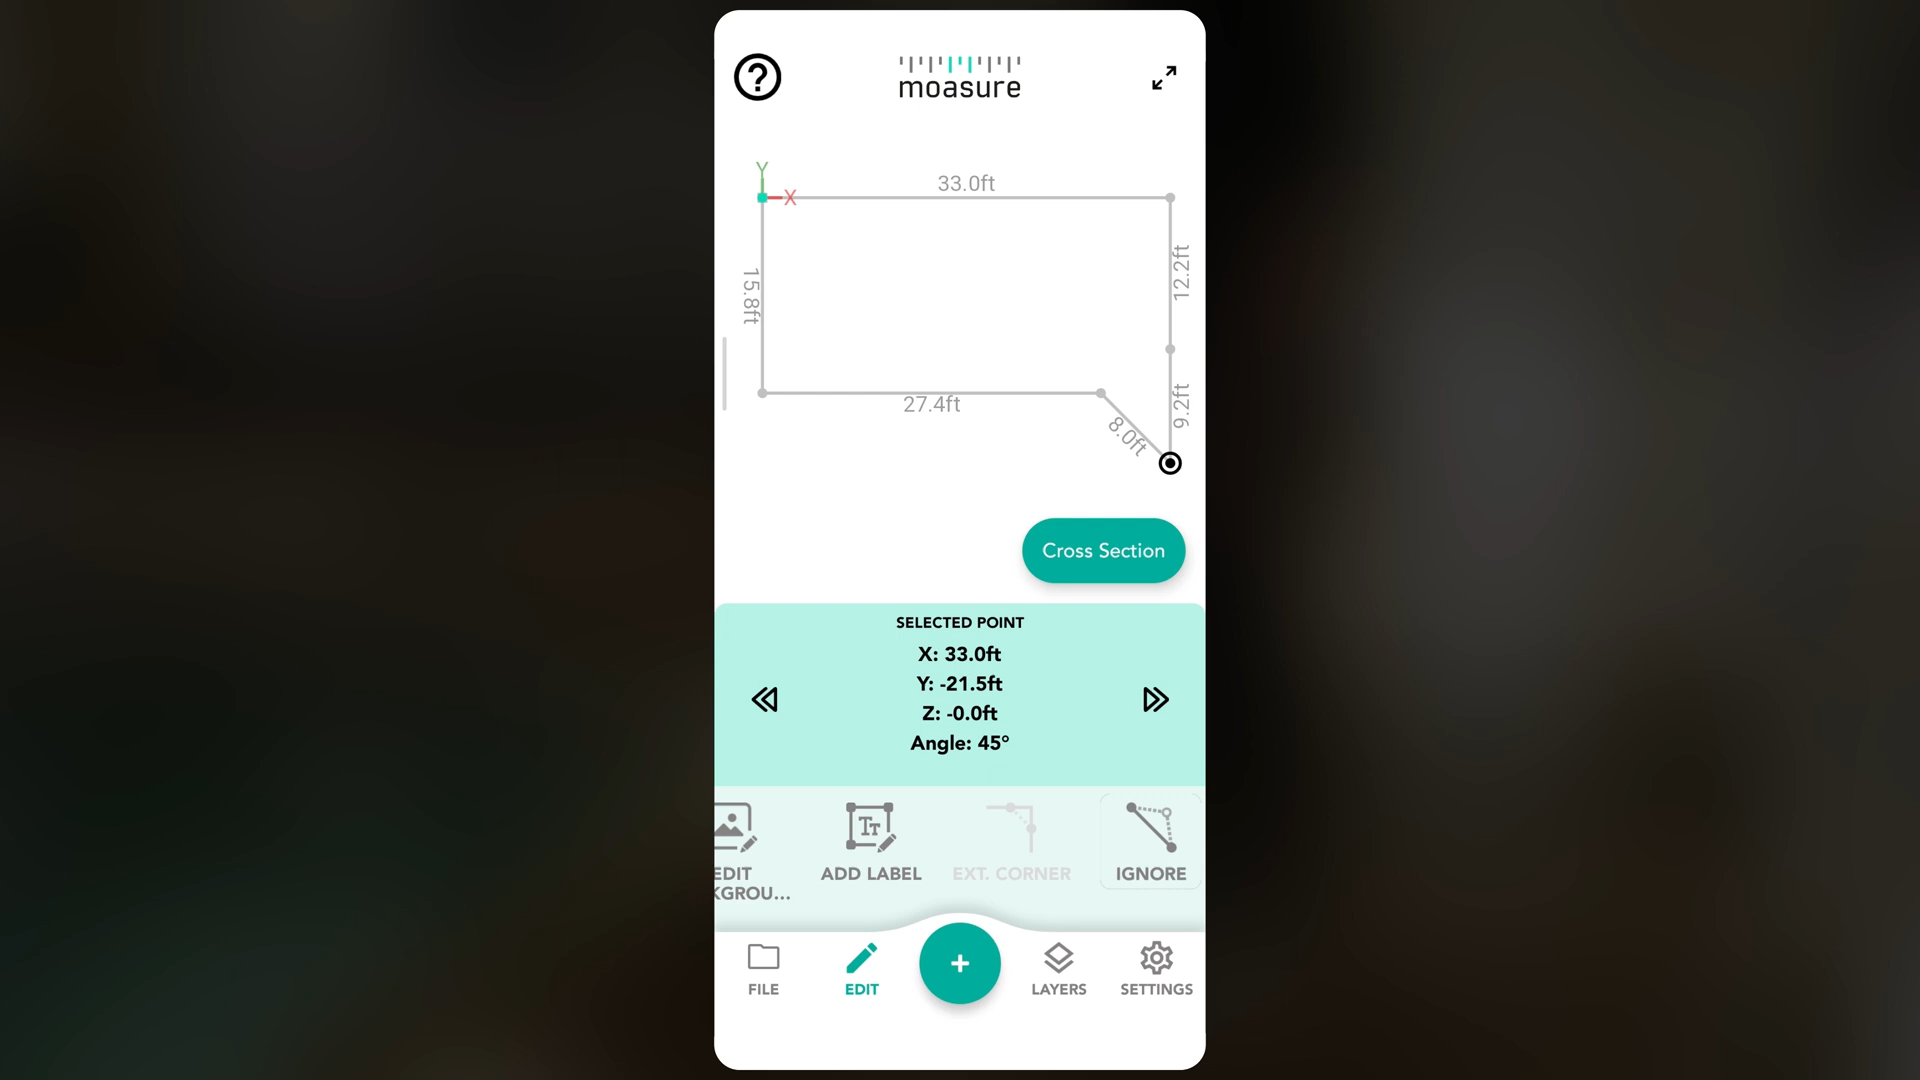 moasure
Y
X
33.0ft
12.2ft
15.8ft
9.2ft
27.4ft
8.0ft
Cross Section
SELECTED POINT
X: 33.0ft
Y: -21.5ft
Z: -0.0ft
Angle: 45°
EDIT
KGROU...
ADD LABEL
EXT. CORNER
IGNORE
FILE
EDIT
LAYERS
SETTINGS